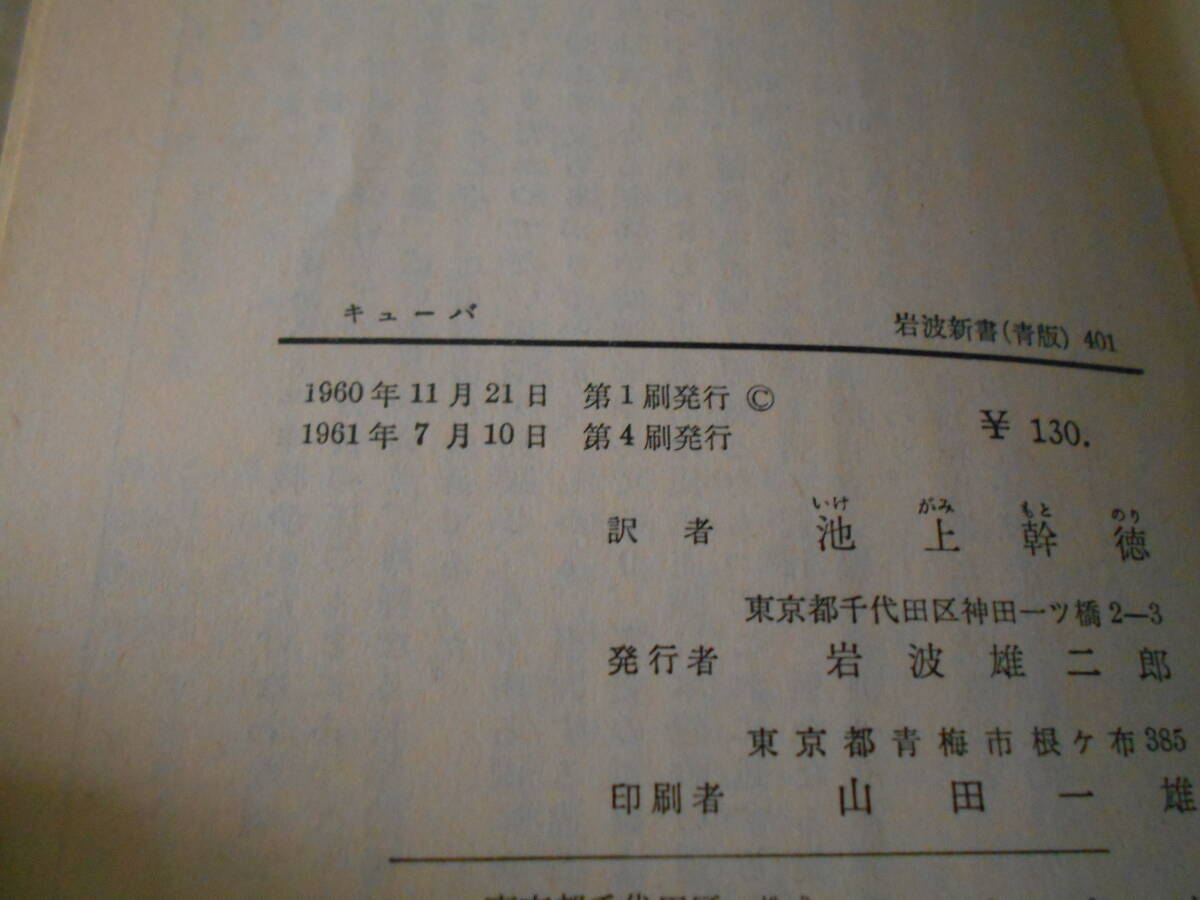 キューバ
岩波新書(青版) 401
1960年11月21日 第1刷発行 ©
1961年7月10日 第4刷発行
¥ 130.
いけ がみ もと のり
訳者 池上幹徳
東京都千代田区神田一ツ橋2—3
発行者 岩波雄二郎
東京都青梅市根ヶ布385
印刷者 山田一雄